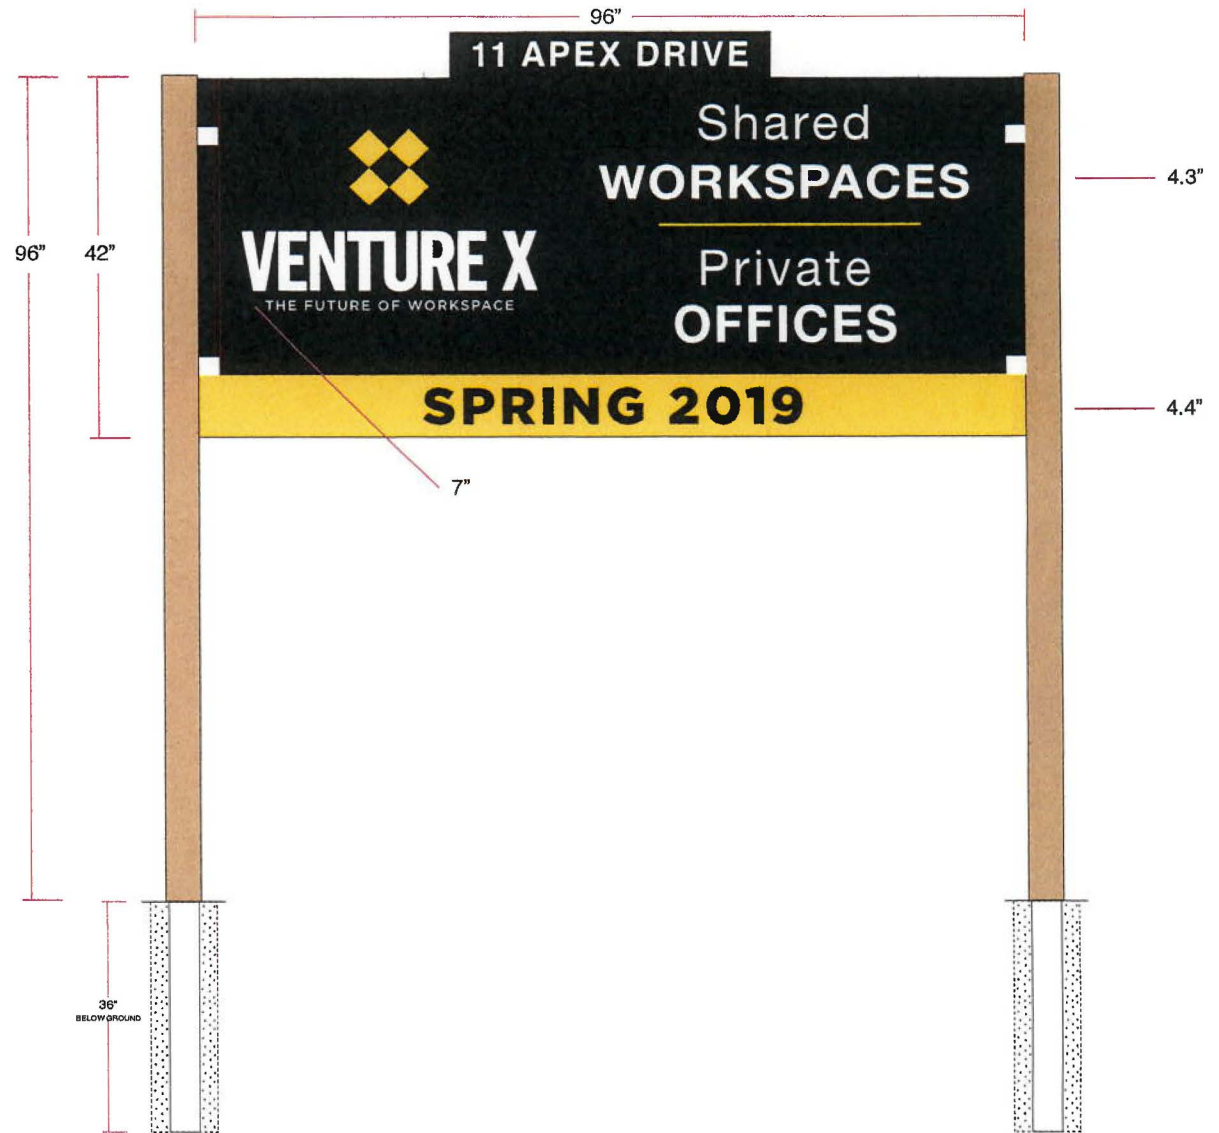 96”
11 APEX DRIVE
Shared
WORKSPACES
Private
OFFICES
VENTURE X
THE FUTURE OF WORKSPACE
SPRING 2019
96”
42”
4.3”
4.4”
7”
36”
BELOW GROUND